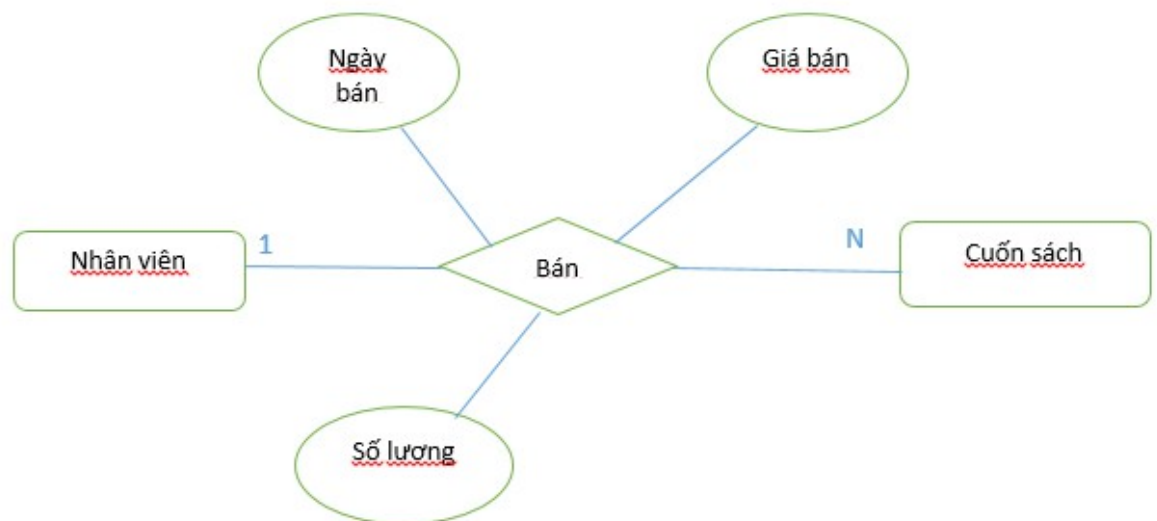 Ngày
bán
Giá bán
Nhân viên
1
Bán
N
Cuốn sách
Số lương